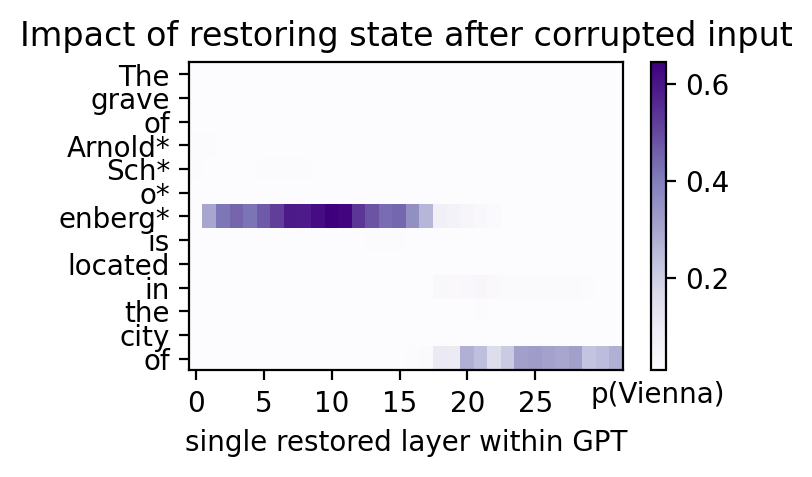 Impact of restoring state after corrupted input
The
grave
of
Arnold*
Sch*
o*
enberg*
is
located
in
the
city
of
0 5 10 15 20 25
single restored layer within GPT
0.6
0.4
0.2
p(Vienna)